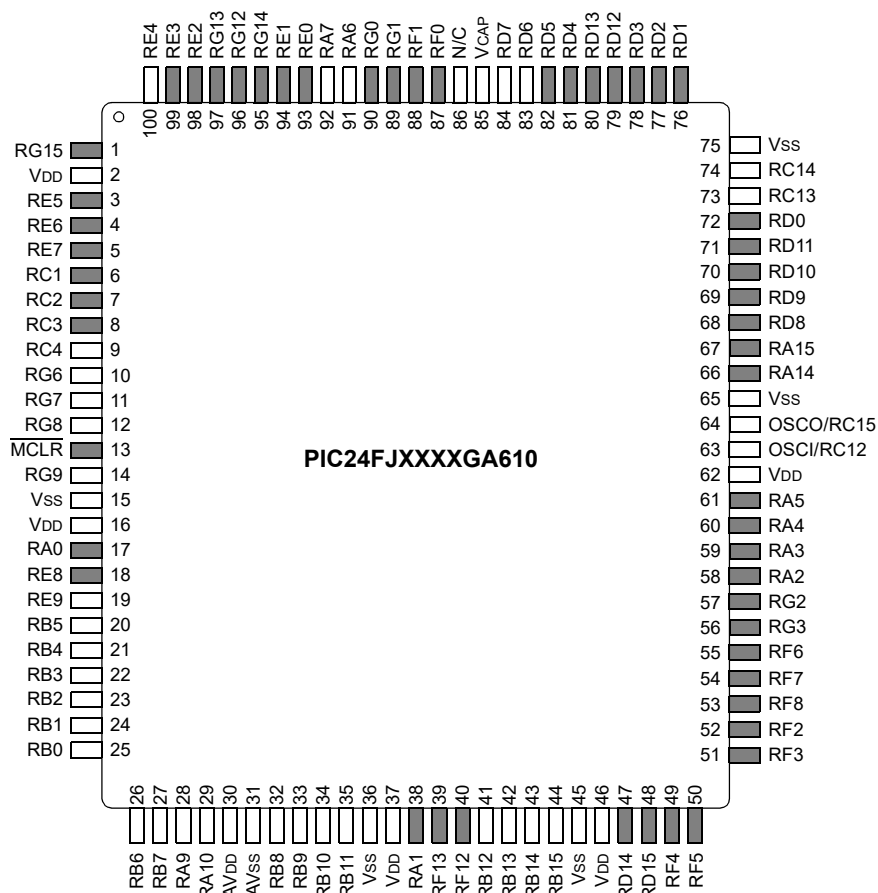 RE4 RE3 RE2 RG13 RG12 RG14 RE1 RE0 RA7 RA6 RG0 RG1 RF1 RF0 N/C VCAP RD7 RD6 RD5 RD4 RD13 RD12 RD3 RD2 RD1
100 99 98 97 96 95 94 93 92 91 90 89 88 87 86 85 84 83 82 81 80 79 78 77 76
RG15 1
VDD 2
RE5 3
RE6 4
RE7 5
RC1 6
RC2 7
RC3 8
RC4 9
RG6 10
RG7 11
RG8 12
MCLR 13
RG9 14
VSS 15
VDD 16
RA0 17
RE8 18
RE9 19
RB5 20
RB4 21
RB3 22
RB2 23
RB1 24
RB0 25
PIC24FJXXXXGA610
75 VSS
74 RC14
73 RC13
72 RD0
71 RD11
70 RD10
69 RD9
68 RD8
67 RA15
66 RA14
65 VSS
64 OSCO/RC15
63 OSCI/RC12
62 VDD
61 RA5
60 RA4
59 RA3
58 RA2
57 RG2
56 RG3
55 RF6
54 RF7
53 RF8
52 RF2
51 RF3
26 27 28 29 30 31 32 33 34 35 36 37 38 39 40 41 42 43 44 45 46 47 48 49 50
RB6 RB7 RA9 RA10 AVDD AVSS RB8 RB9 RB10 RB11 VSS VDD RA1 RF13 RF12 RB12 RB13 RB14 RB15 VSS VDD RD14 RD15 RF4 RF5